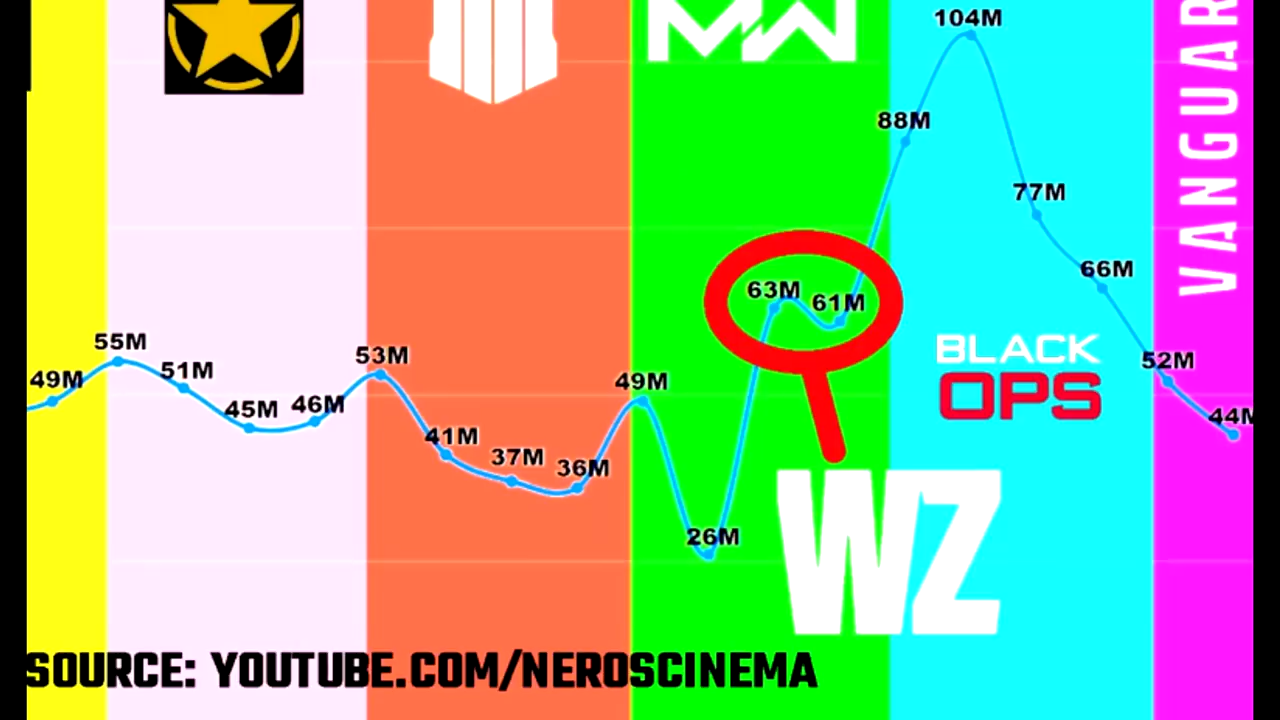 MW
104M
VANGUAR
88M
77M
66M
63M
61M
BLACK
OPS
55M
53M
52M
51M
49M
49M
45M
46M
44M
41M
37M
36M
26M
WZ
SOURCE: YOUTUBE.COM/NEROSCINEMA